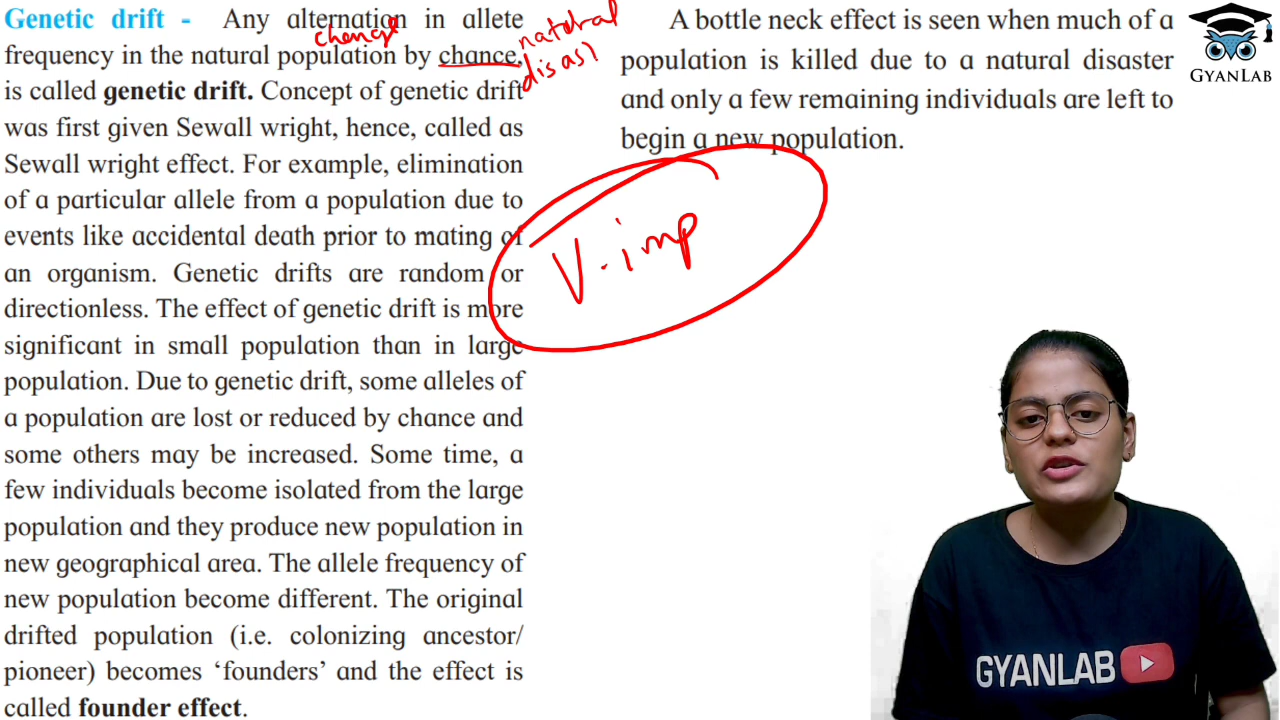 Genetic drift - Any alternation in allete
change
frequency in the natural population by chance,
natural
is called genetic drift. Concept of genetic drift
was first given Sewall wright, hence, called as
Sewall wright effect. For example, elimination
of a particular allele from a population due to
events like accidental death prior to mating of
an organism. Genetic drifts are random or
directionless. The effect of genetic drift is more
significant in small population than in large
population. Due to genetic drift, some alleles of
a population are lost or reduced by chance and
some others may be increased. Some time, a
few individuals become isolated from the large
population and they produce new population in
new geographical area. The allele frequency of
new population become different. The original
drifted population (i.e. colonizing ancestor/
pioneer) becomes ‘founders’ and the effect is
called founder effect.
A bottle neck effect is seen when much of a
population is killed due to a natural disaster
and only a few remaining individuals are left to
begin a new population.
V.imp
GYANLAB
GYANLAB